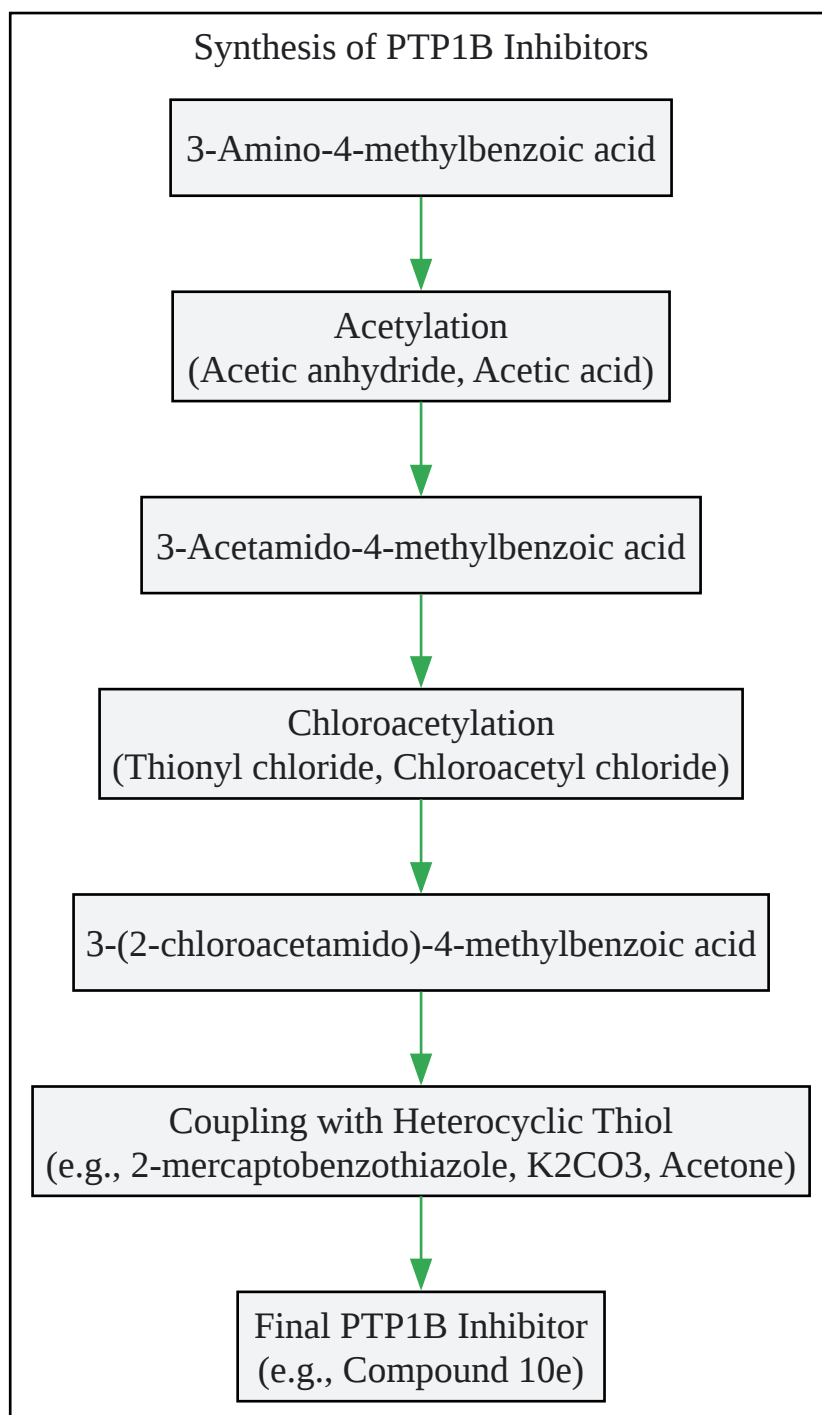 Synthesis of PTP1B Inhibitors
3-Amino-4-methylbenzoic acid
Acetylation
(Acetic anhydride, Acetic acid)
3-Acetamido-4-methylbenzoic acid
Chloroacetylation
(Thionyl chloride, Chloroacetyl chloride)
3-(2-chloroacetamido)-4-methylbenzoic acid
Coupling with Heterocyclic Thiol
(e.g., 2-mercaptobenzothiazole, K2CO3, Acetone)
Final PTP1B Inhibitor
(e.g., Compound 10e)